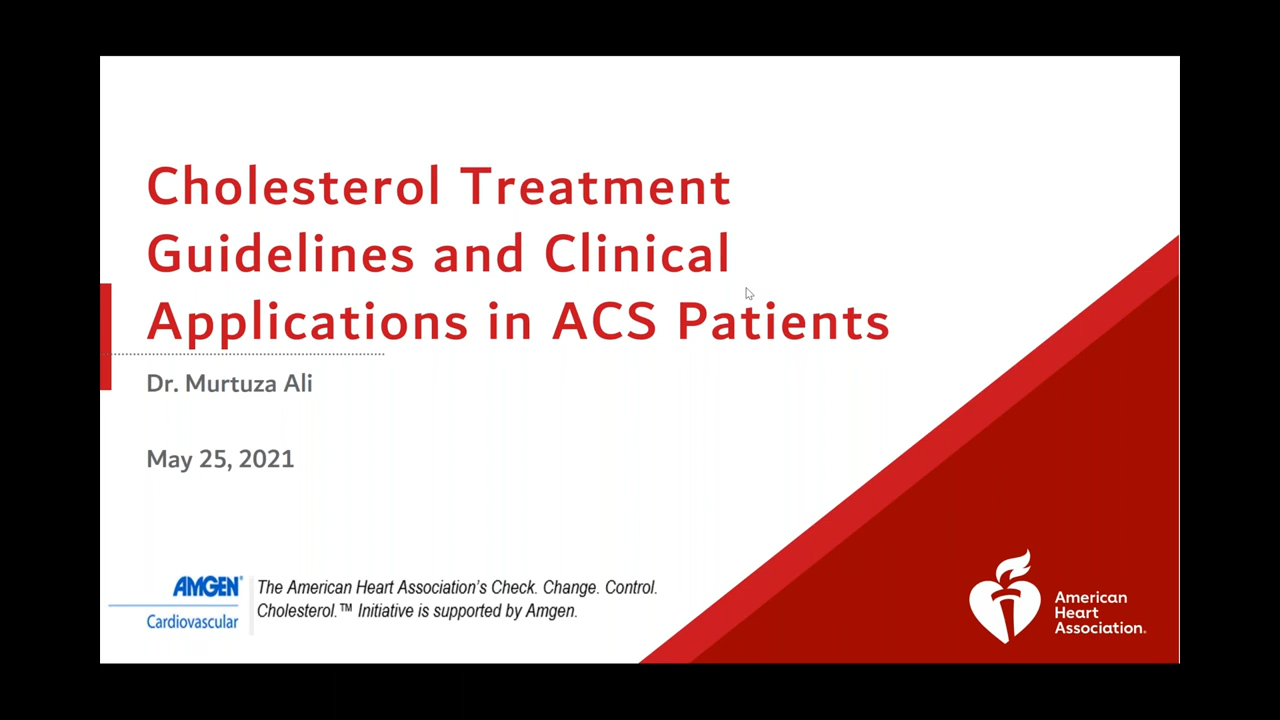 Cholesterol Treatment
Guidelines and Clinical
Applications in ACS Patients
Dr. Murtuza Ali
May 25, 2021
AMGEN®
Cardiovascular
The American Heart Association's Check. Change. Control.
Cholesterol.™ Initiative is supported by Amgen.
American
Heart
Association.